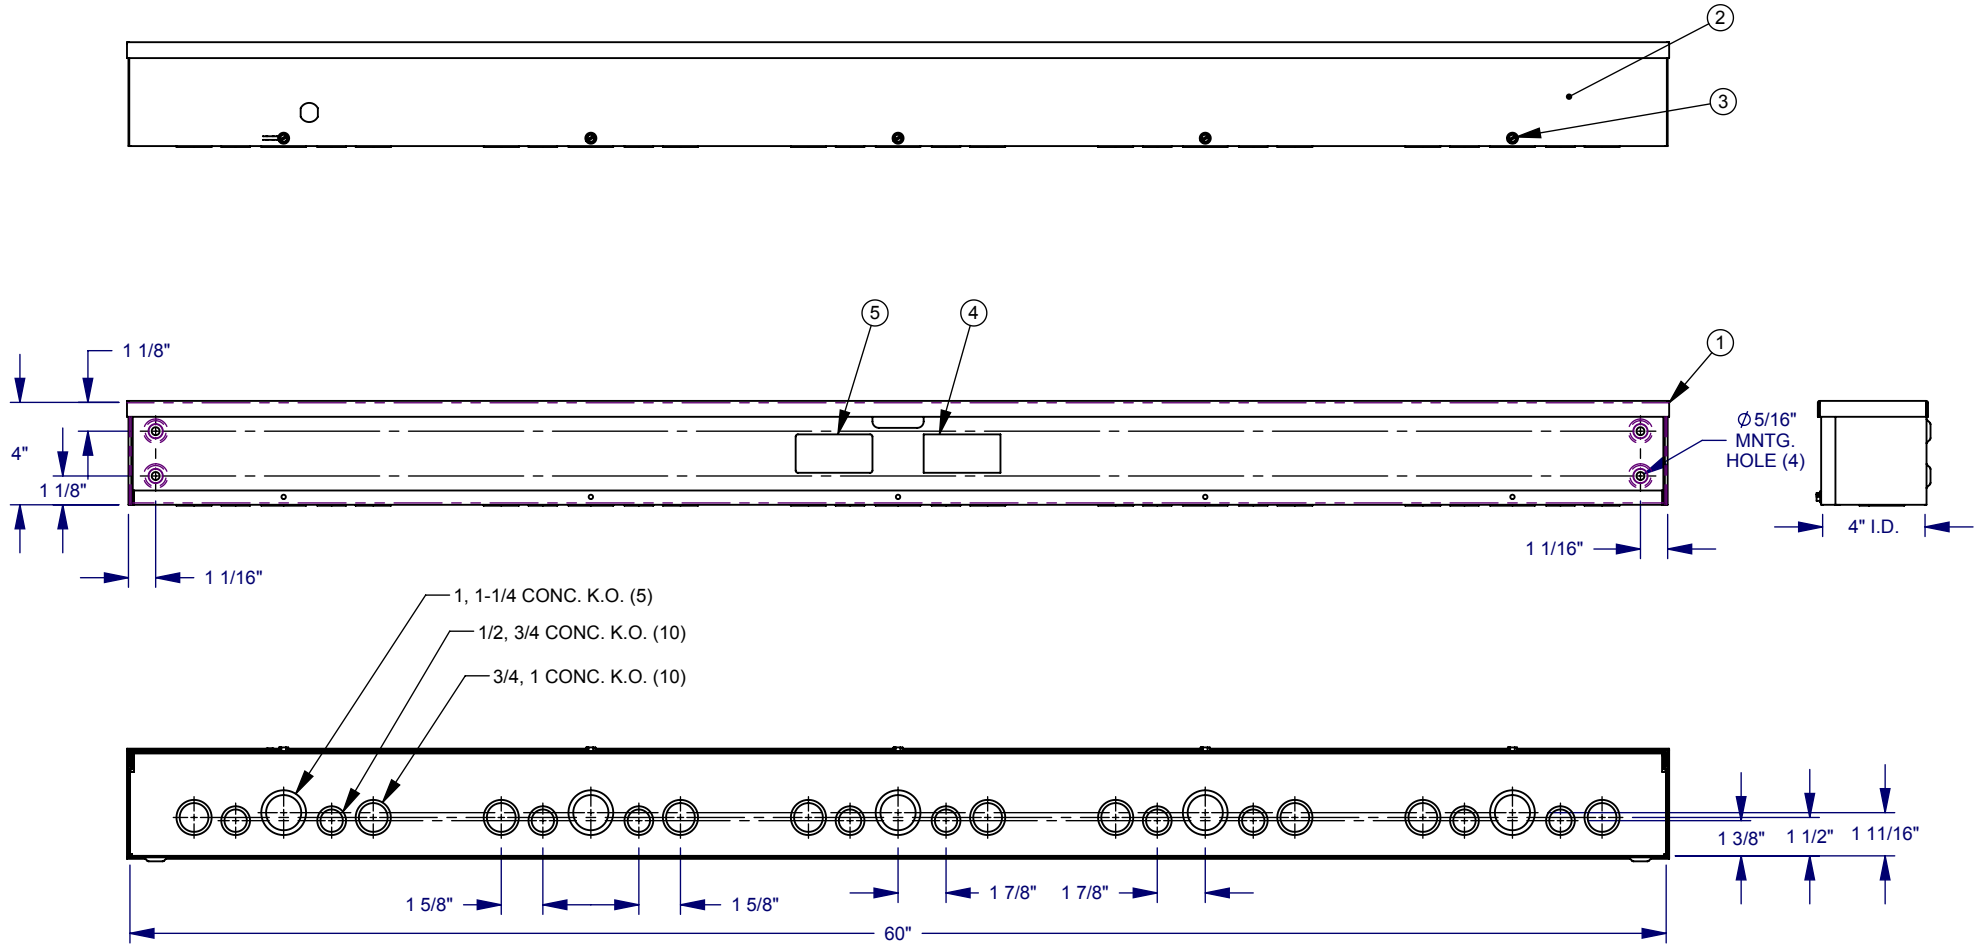 2
3
5
4
1
1 1/8"
4"
1 1/8"
Ø 5/16"
MNTG.
HOLE (4)
4" I.D.
1 1/16"
1 1/16"
1, 1-1/4 CONC. K.O. (5)
1/2, 3/4 CONC. K.O. (10)
3/4, 1 CONC. K.O. (10)
1 3/8"
1 1/2"
1 11/16"
1 5/8"
1 5/8"
1 7/8"
1 7/8"
60"